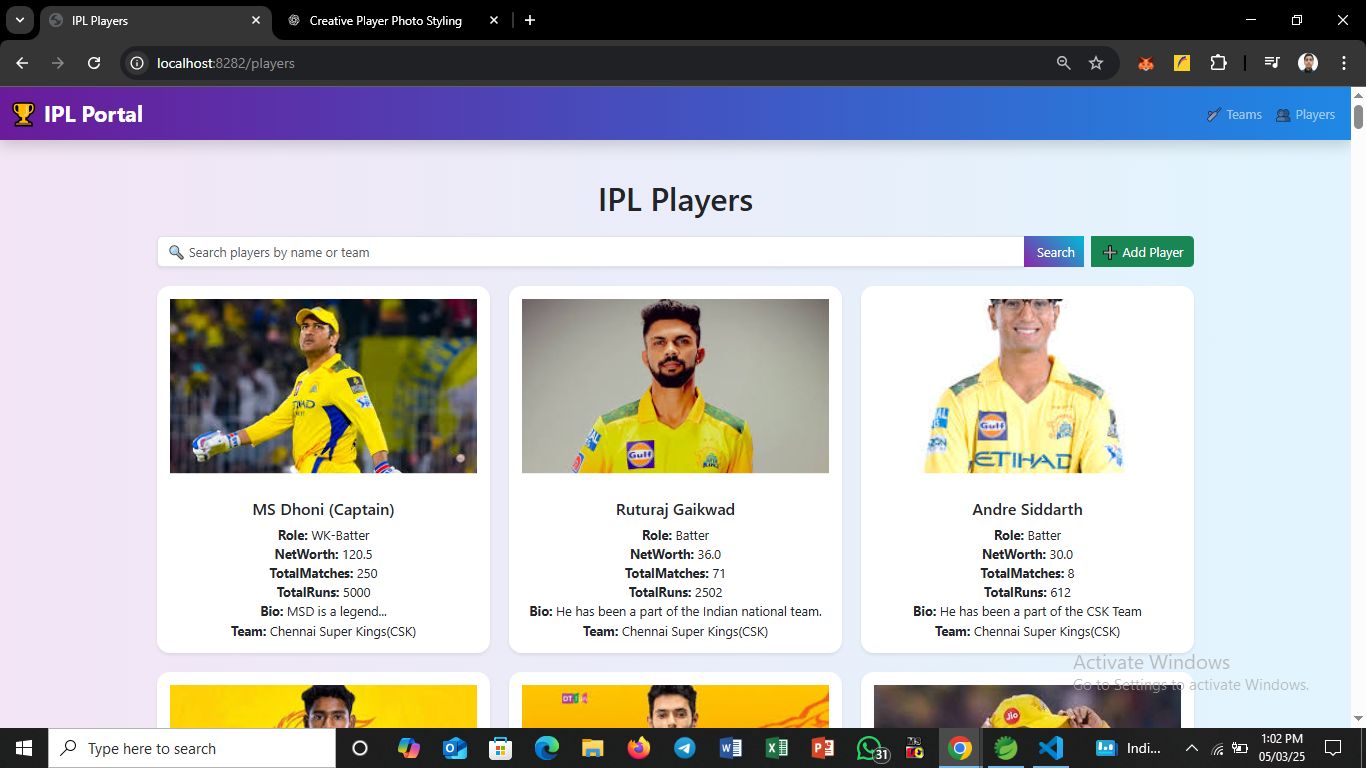 IPL Players
Creative Player Photo Styling
localhost:8282/players
IPL Portal
Teams
Players
IPL Players
Search players by name or team
Search
Add Player
ETIHAD
Gulf
Gulf
ETIHAD
MS Dhoni (Captain)
Role: WK-Batter
NetWorth: 120.5
TotalMatches: 250
TotalRuns: 5000
Bio: MSD is a legend...
Team: Chennai Super Kings(CSK)
Ruturaj Gaikwad
Role: Batter
NetWorth: 36.0
TotalMatches: 71
TotalRuns: 2502
Bio: He has been a part of the Indian national team.
Team: Chennai Super Kings(CSK)
Andre Siddarth
Role: Batter
NetWorth: 30.0
TotalMatches: 8
TotalRuns: 612
Bio: He has been a part of the CSK Team
Team: Chennai Super Kings(CSK)
Jio
Activate Windows
Go to Settings to activate Windows.
Type here to search
31
Indi...
1:02 PM
05/03/25